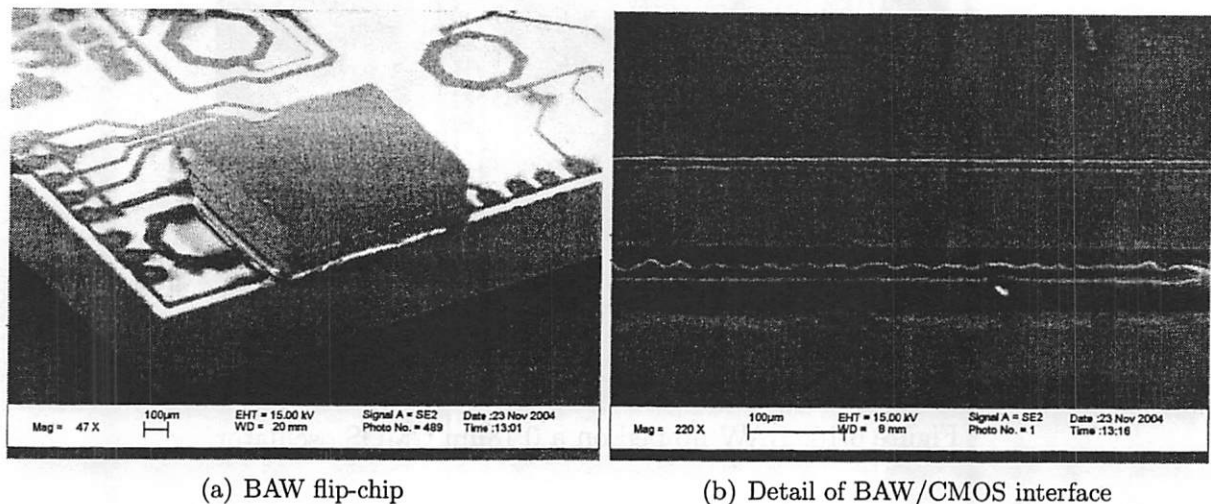 100µm
EHT = 15.00 kV
Signal A = SE2
Date :23 Nov 2004
Mag = 47 X
WD = 20 mm
Photo No. = 489
Time :13:01
100µm
EHT = 15.00 kV
Signal A = SE2
Date :23 Nov 2004
Mag = 220 X
WD = 8 mm
Photo No. = 1
Time :13:16
(a) BAW flip-chip
(b) Detail of BAW/CMOS interface